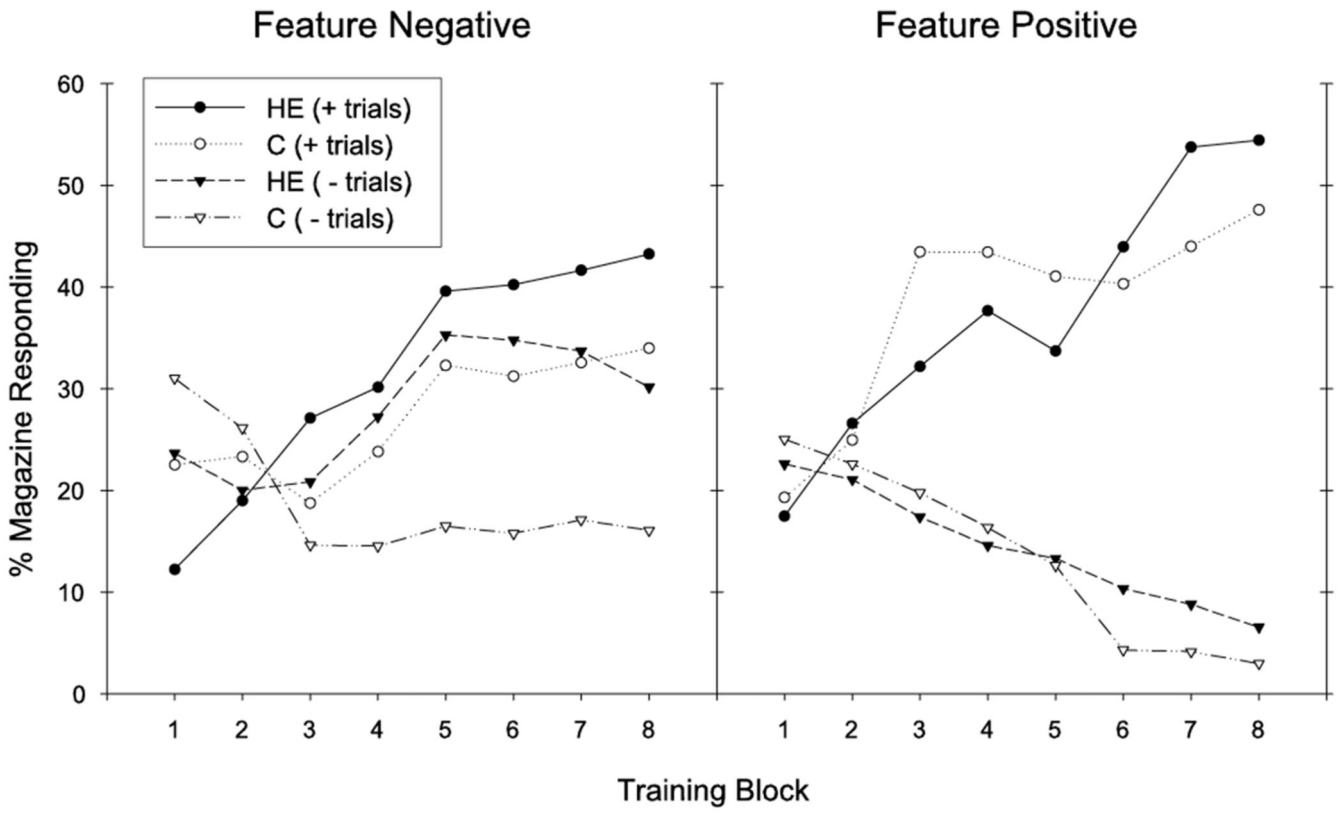 Feature Negative
Feature Positive
HE (+ trials)
C (+ trials)
HE ( - trials)
C ( - trials)
% Magazine Responding
60
50
40
30
20
10
0
1 2 3 4 5 6 7 8
1 2 3 4 5 6 7 8
Training Block